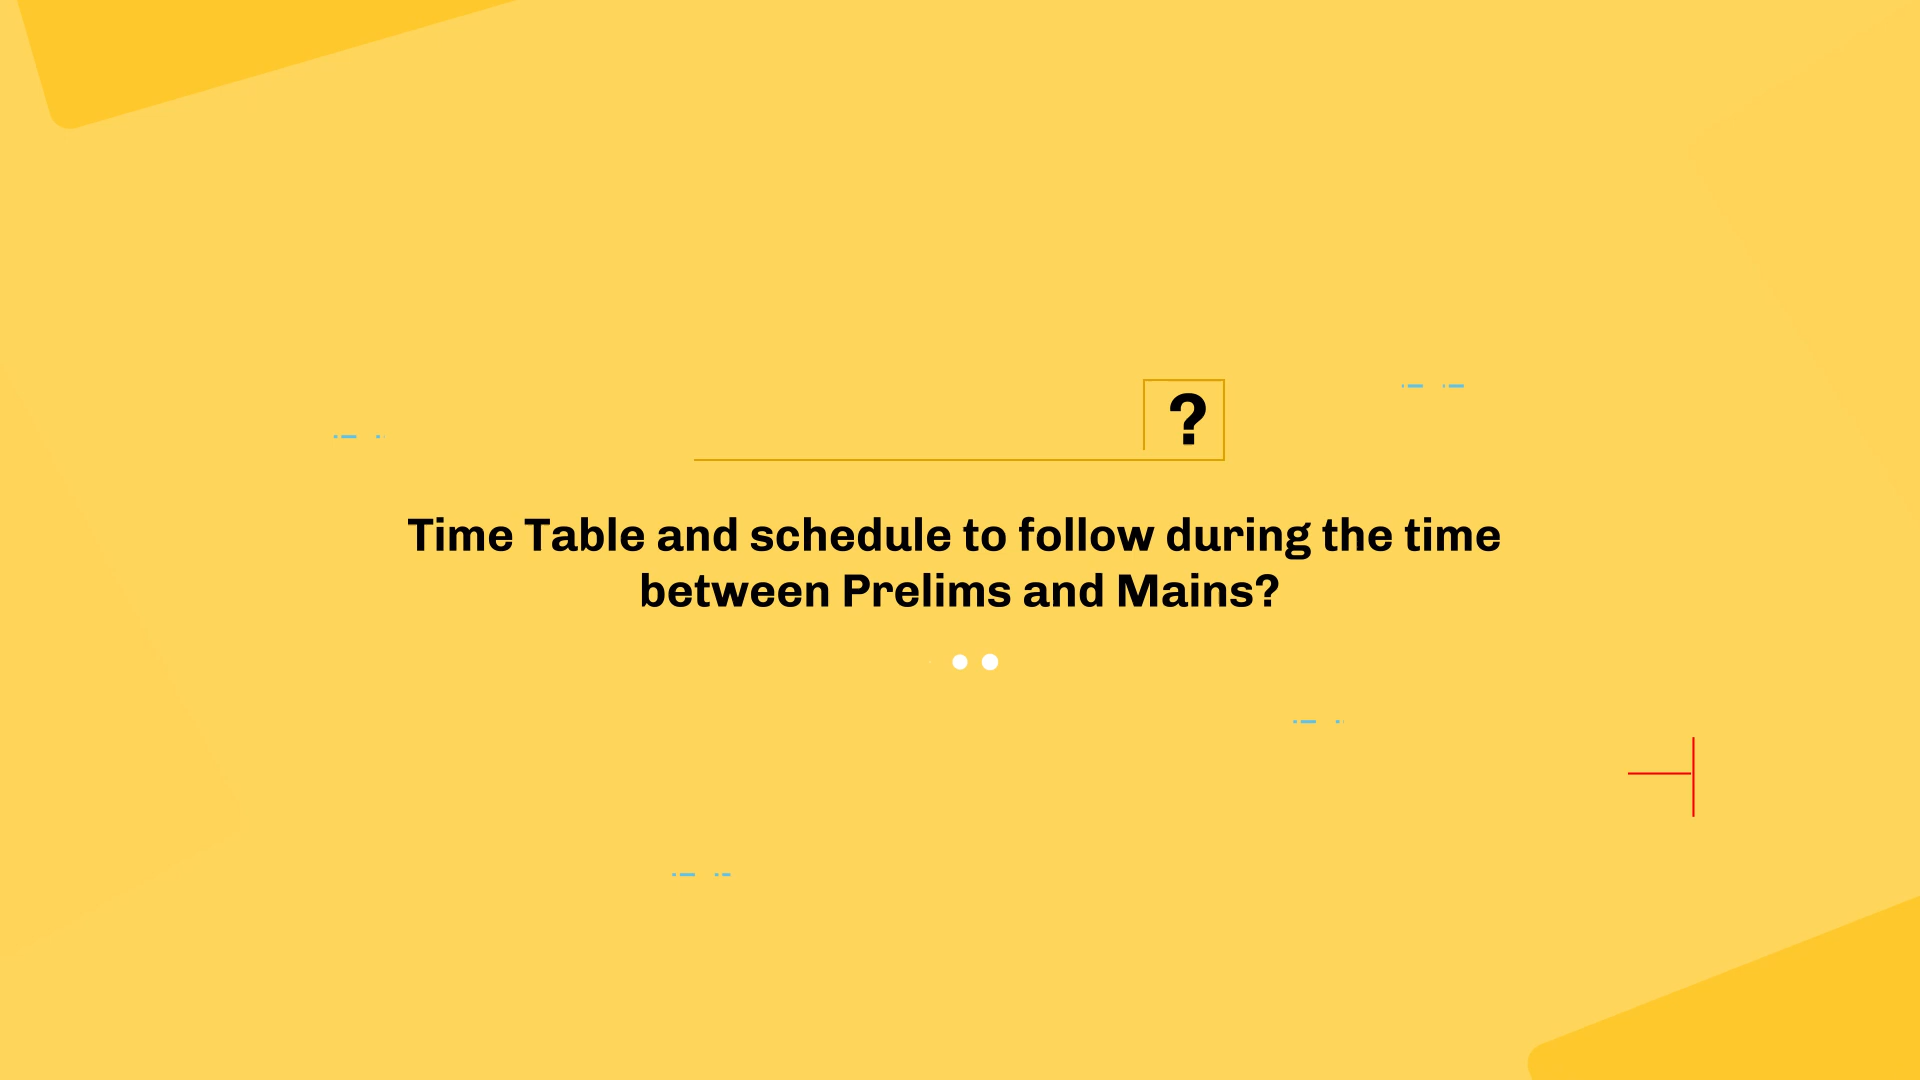 ?
Time Table and schedule to follow during the time
between Prelims and Mains?